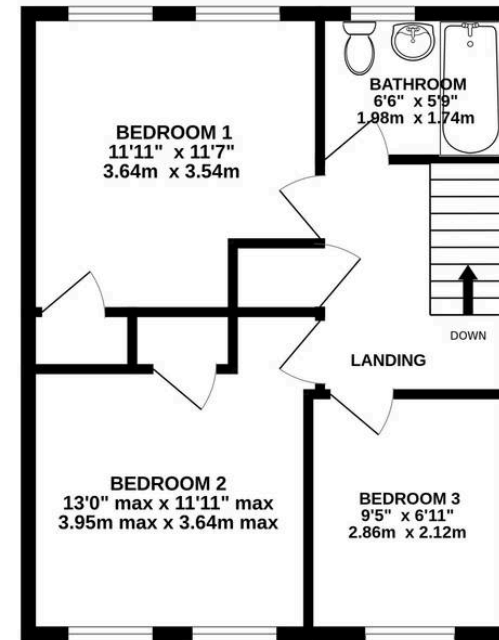 BATHROOM
6'6" x 5'9"
1.98m x 1.74m
BEDROOM 1
11'11" x 11'7"
3.64m x 3.54m
DOWN
LANDING
BEDROOM 2
13'0" max x 11'11" max
3.95m max x 3.64m max
BEDROOM 3
9'5" x 6'11"
2.86m x 2.12m